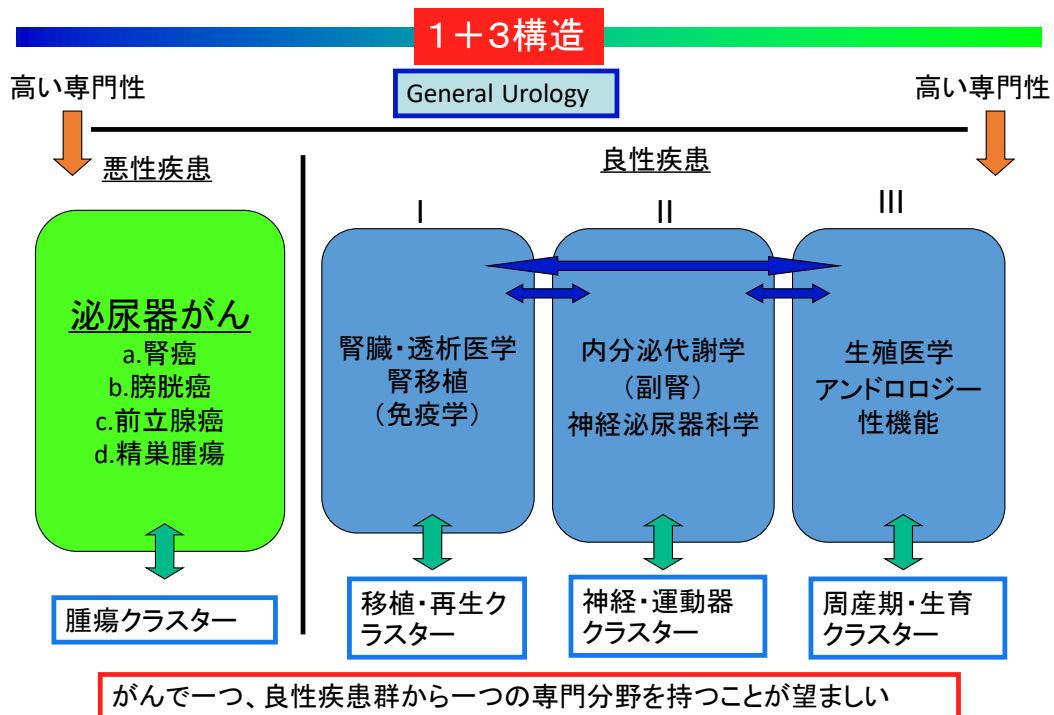 1+3構造
高い専門性
General Urology
高い専門性
悪性疾患
良性疾患
I
II
III
泌尿器がん
a.腎癌
b.膀胱癌
c.前立腺癌
d.精巣腫瘍
腎臓・透析医学
腎移植
（免疫学）
内分泌代謝学
（副腎）
神経泌尿器科学
生殖医学
アンドロロジー
性機能
腫瘍クラスター
移植・再生ク
ラスター
神経・運動器
クラスター
周産期・生育
クラスター
がんで一つ、良性疾患群から一つの専門分野を持つことが望ましい